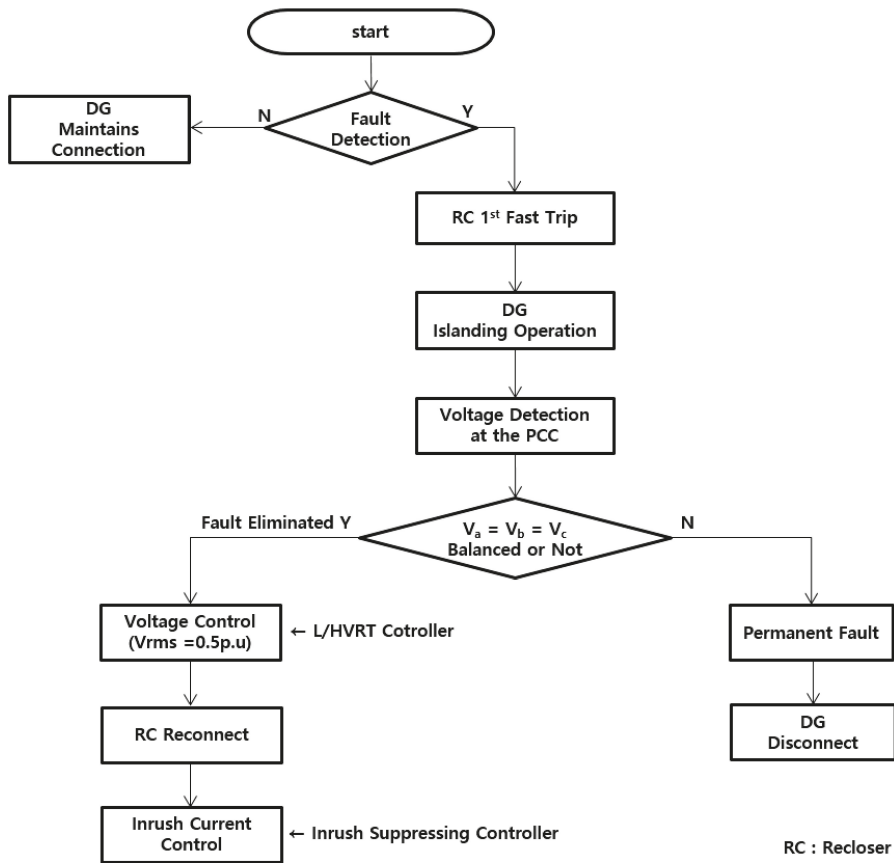 start
Fault
Detection
N
Y
DG
Maintains
Connection
RC 1st Fast Trip
DG
Islanding Operation
Voltage Detection
at the PCC
Va = Vb = Vc
Balanced or Not
Fault Eliminated Y
N
Voltage Control
(Vrms =0.5p.u)
← L/HVRT Cotroller
Permanent Fault
RC Reconnect
DG
Disconnect
Inrush Current
Control
← Inrush Suppressing Controller
RC : Recloser